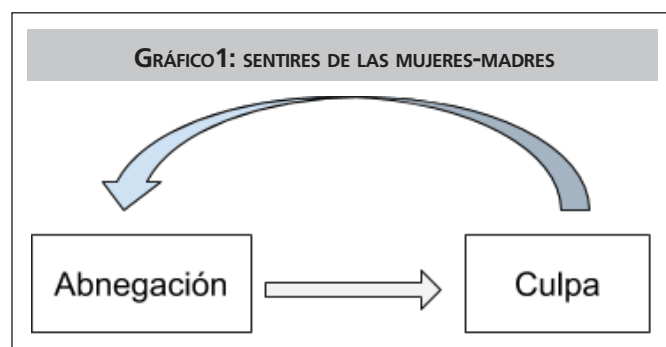 GRÁFICO1: SENTIRES DE LAS MUJERES-MADRES
Abnegación
Culpa